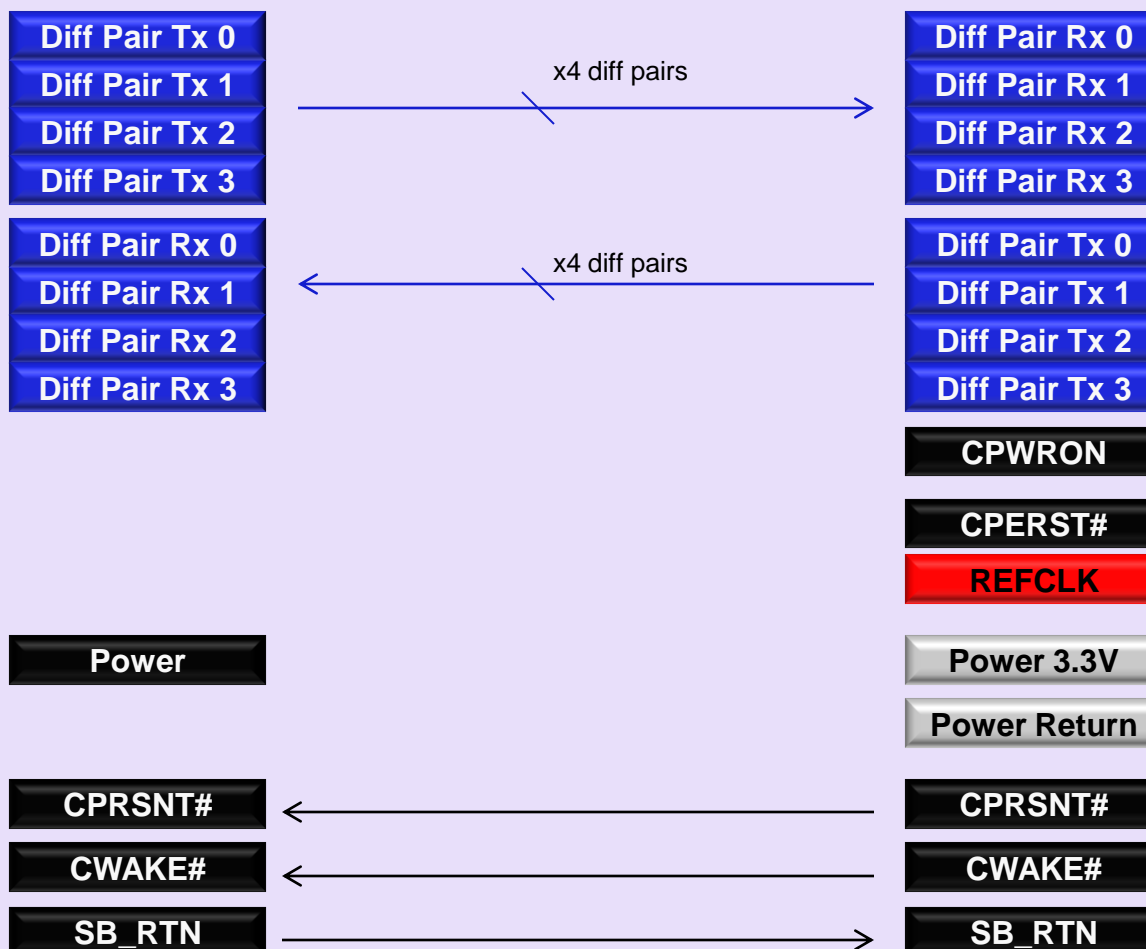 Diff Pair Tx 0
Diff Pair Tx 1
Diff Pair Tx 2
Diff Pair Tx 3
x4 diff pairs
Diff Pair Rx 0
Diff Pair Rx 1
Diff Pair Rx 2
Diff Pair Rx 3
Diff Pair Rx 0
Diff Pair Rx 1
Diff Pair Rx 2
Diff Pair Rx 3
x4 diff pairs
Diff Pair Tx 0
Diff Pair Tx 1
Diff Pair Tx 2
Diff Pair Tx 3
CPWRON
CPERST#
REFCLK
Power
Power 3.3V
Power Return
CPRSNT#
CPRSNT#
CWAKE#
CWAKE#
SB_RTN
SB_RTN